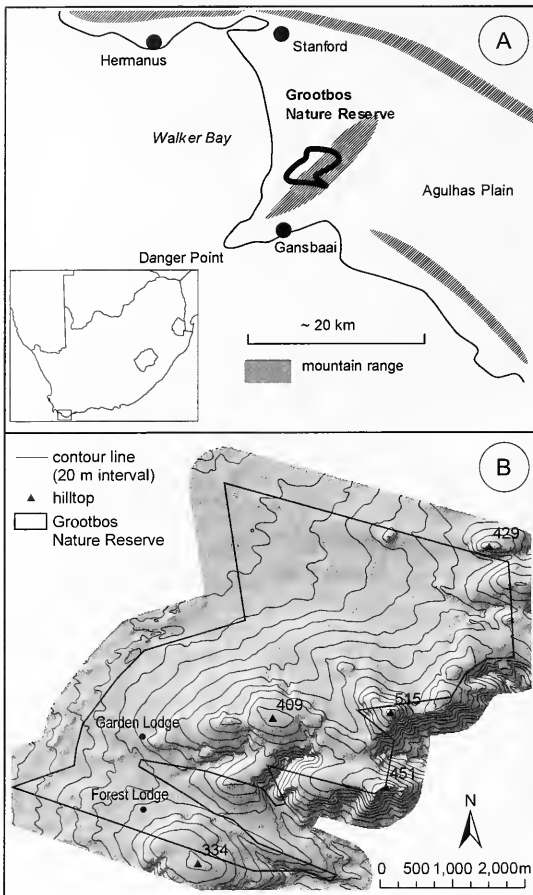 A
Hermanus
Stanford
Grootbos
Nature Reserve
Walker Bay
Agulhas Plain
Gansbaai
Danger Point
~ 20 km
mountain range
B
contour line
(20 m interval)
hilltop
Grootbos
Nature Reserve
429
515
409
Garden Lodge
451
Forest Lodge
334
N
0 500 1,000 2,000m